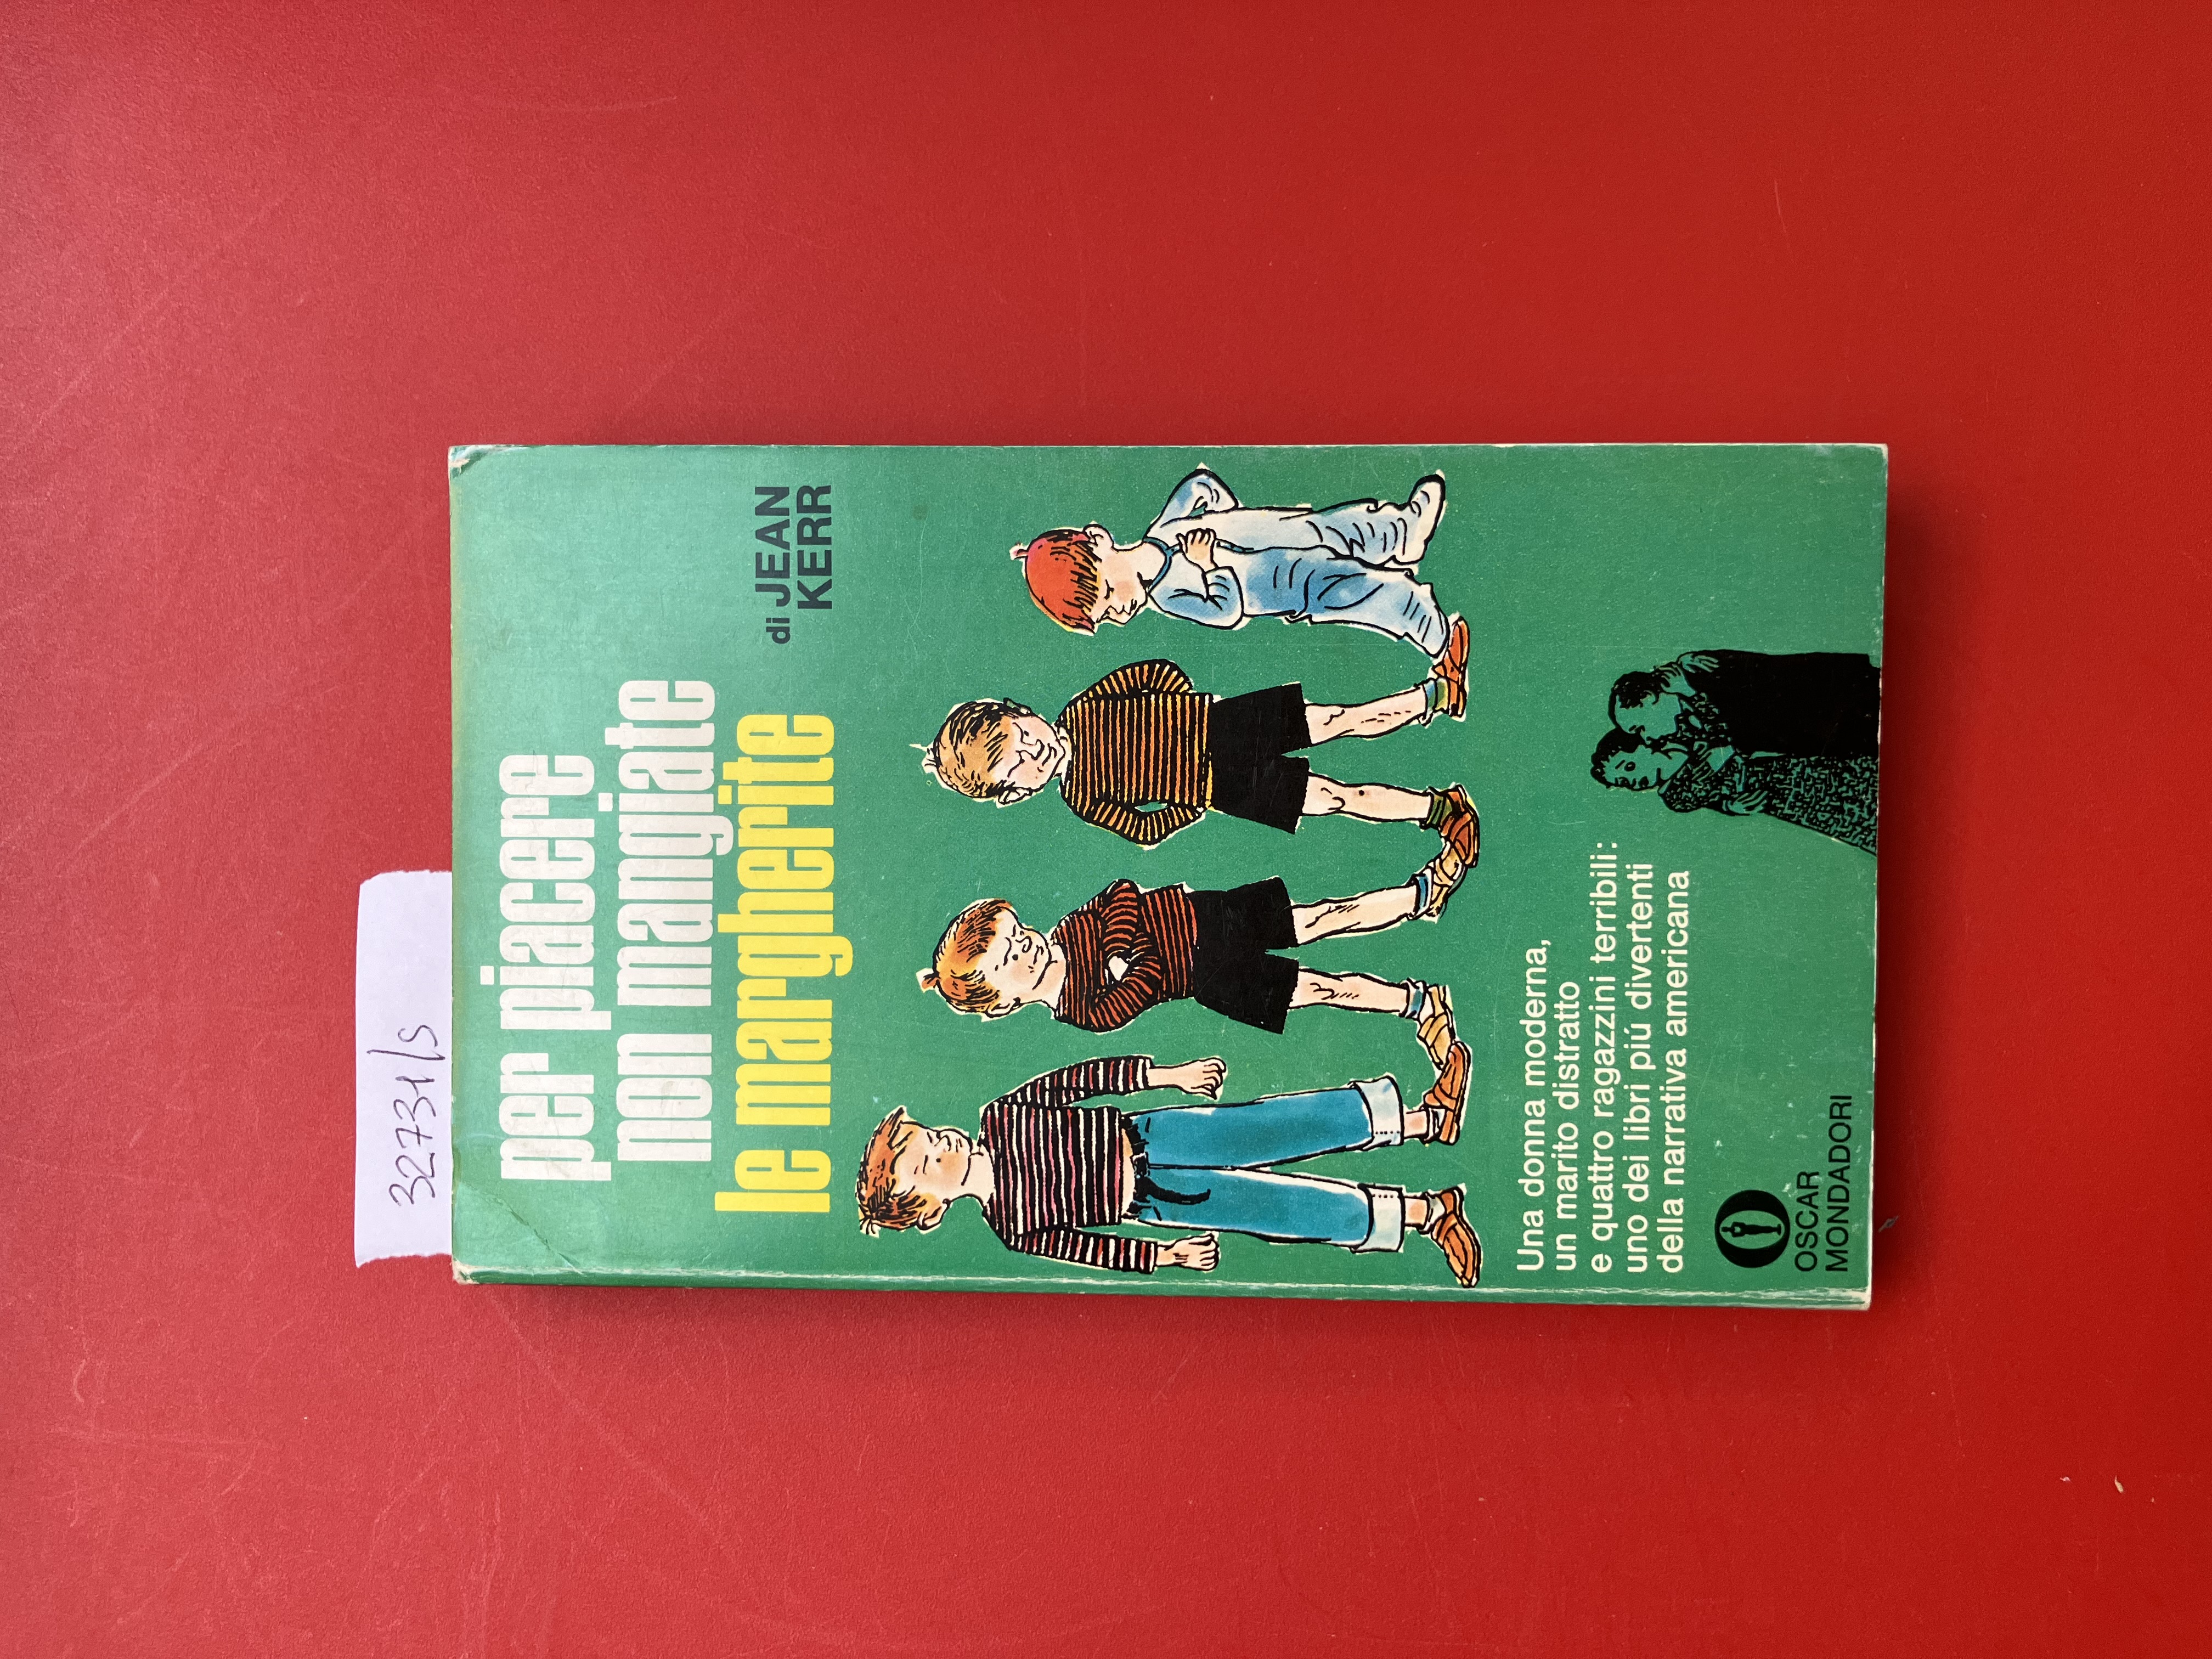 32731/s
per piacere
non mangiate
le margherite
di JEAN
KERR
Una donna moderna,
un marito distratto
e quattro ragazzini terribili:
uno dei libri piú divertenti
della narrativa americana
OSCAR
MONDADORI